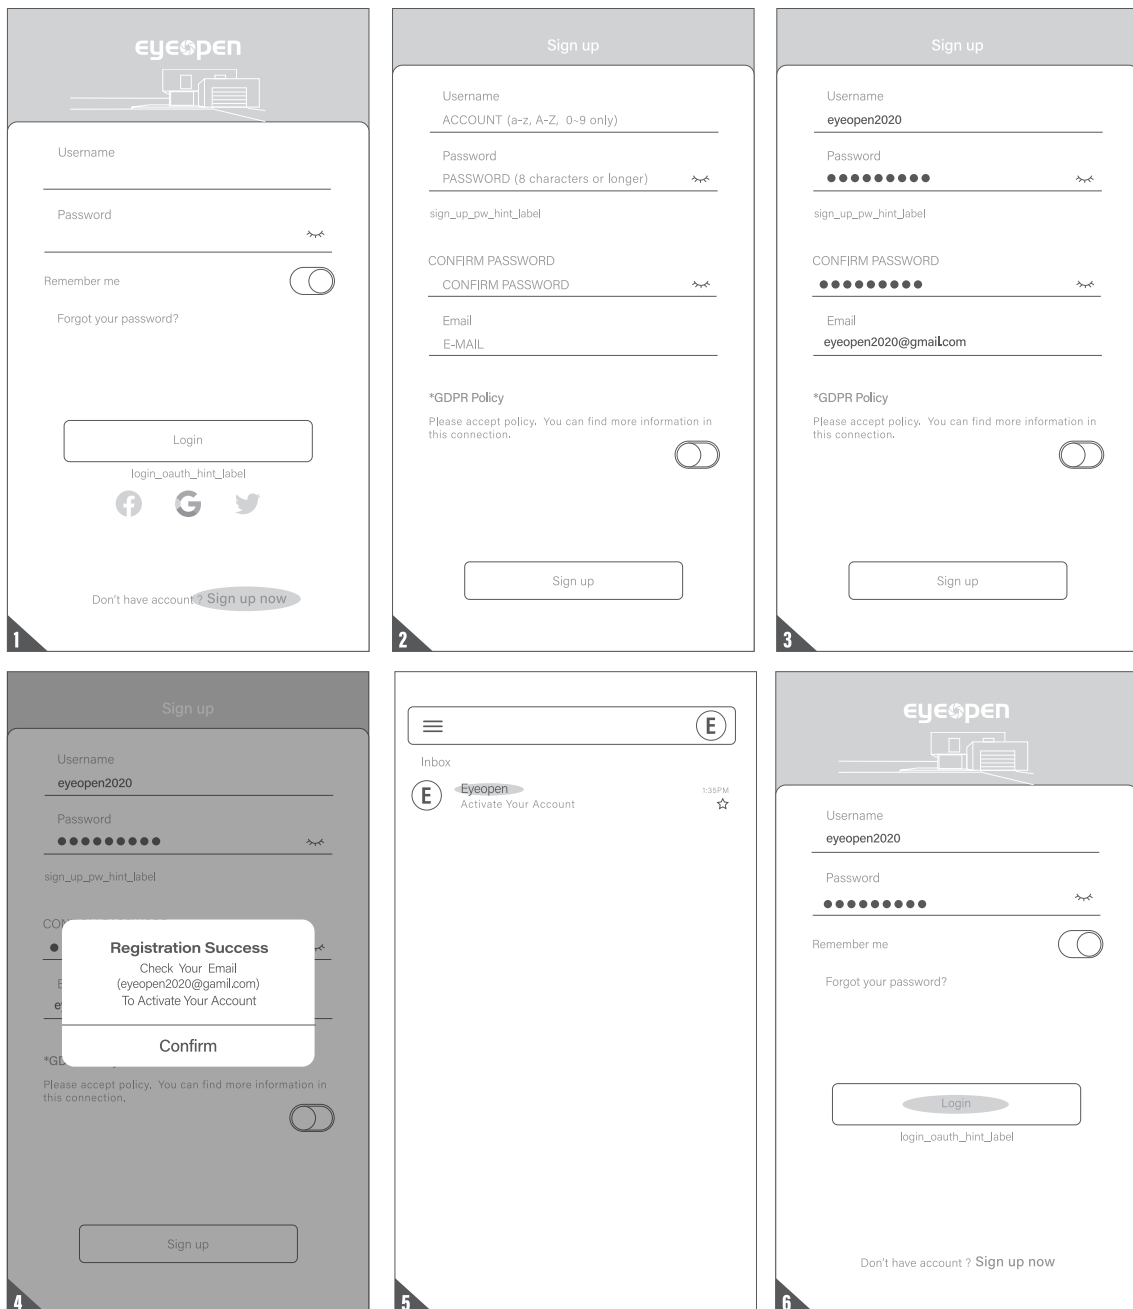 eyeopen
Username
Password
Remember me
Forgot your password?
Login
login_oauth_hint_label
Don't have account ? Sign up now
1
Sign up
Username
ACCOUNT (a-z, A-Z, 0~9 only)
Password
PASSWORD (8 characters or longer)
sign_up_pw_hint_label
CONFIRM PASSWORD
CONFIRM PASSWORD
Email
E-MAIL
*GDPR Policy
Please accept policy. You can find more information in
this connection.
Sign up
2
Sign up
Username
eyeopen2020
Password
sign_up_pw_hint_label
CONFIRM PASSWORD
Email
eyeopen2020@gmail.com
*GDPR Policy
Please accept policy. You can find more information in
this connection.
Sign up
3
Sign up
Username
eyeopen2020
Password
sign_up_pw_hint_label
CO
Registration Success
Check Your Email
(eyeopen2020@gamil.com)
To Activate Your Account
Confirm
E
e
*GD
Please accept policy. You can find more information in
this connection.
Sign up
4
E
Inbox
E
Eyeopen
1:35PM
Activate Your Account
5
eyeopen
Username
eyeopen2020
Password
Remember me
Forgot your password?
Login
login_oauth_hint_label
Don't have account ? Sign up now
6